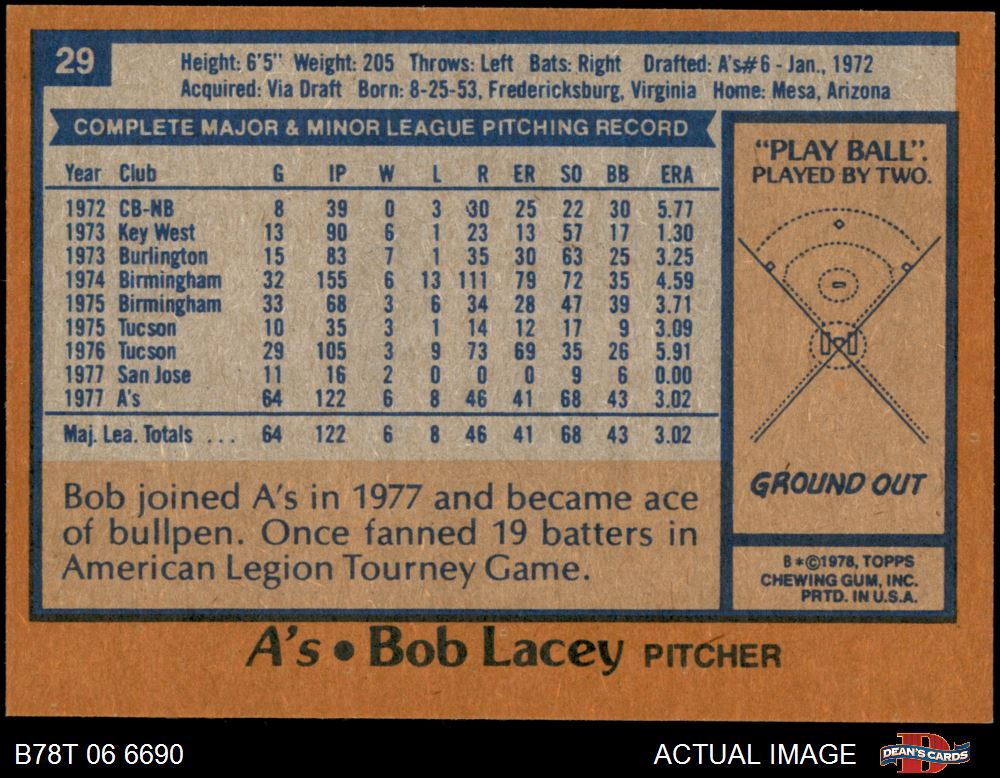 29
Height: 6'5" Weight: 205 Throws: Left Bats: Right Drafted: A's#6 - Jan., 1972
Acquired: Via Draft Born: 8-25-53, Fredericksburg, Virginia Home: Mesa, Arizona
COMPLETE MAJOR & MINOR LEAGUE PITCHING RECORD
Year Club G IP W L R ER SO BB ERA
1972 CB-NB 8 39 0 3 30 25 22 30 5.77
1973 Key West 13 90 6 1 23 13 57 17 1.30
1973 Burlington 15 83 7 1 35 30 63 25 3.25
1974 Birmingham 32 155 6 13 111 79 72 35 4.59
1975 Birmingham 33 68 3 6 34 28 47 39 3.71
1975 Tucson 10 35 3 1 14 12 17 9 3.09
1976 Tucson 29 105 3 9 73 69 35 26 5.91
1977 San Jose 11 16 2 0 0 0 9 6 0.00
1977 A's 64 122 6 8 46 41 68 43 3.02
Maj. Lea. Totals ... 64 122 6 8 46 41 68 43 3.02
Bob joined A's in 1977 and became ace
of bullpen. Once fanned 19 batters in
American Legion Tourney Game.
"PLAY BALL".
PLAYED BY TWO.
GROUND OUT
B*©1978, TOPPS
CHEWING GUM, INC.
PRTD. IN U.S.A.
A's • Bob Lacey PITCHER
B78T 06 6690
ACTUAL IMAGE
DEAN'S CARDS